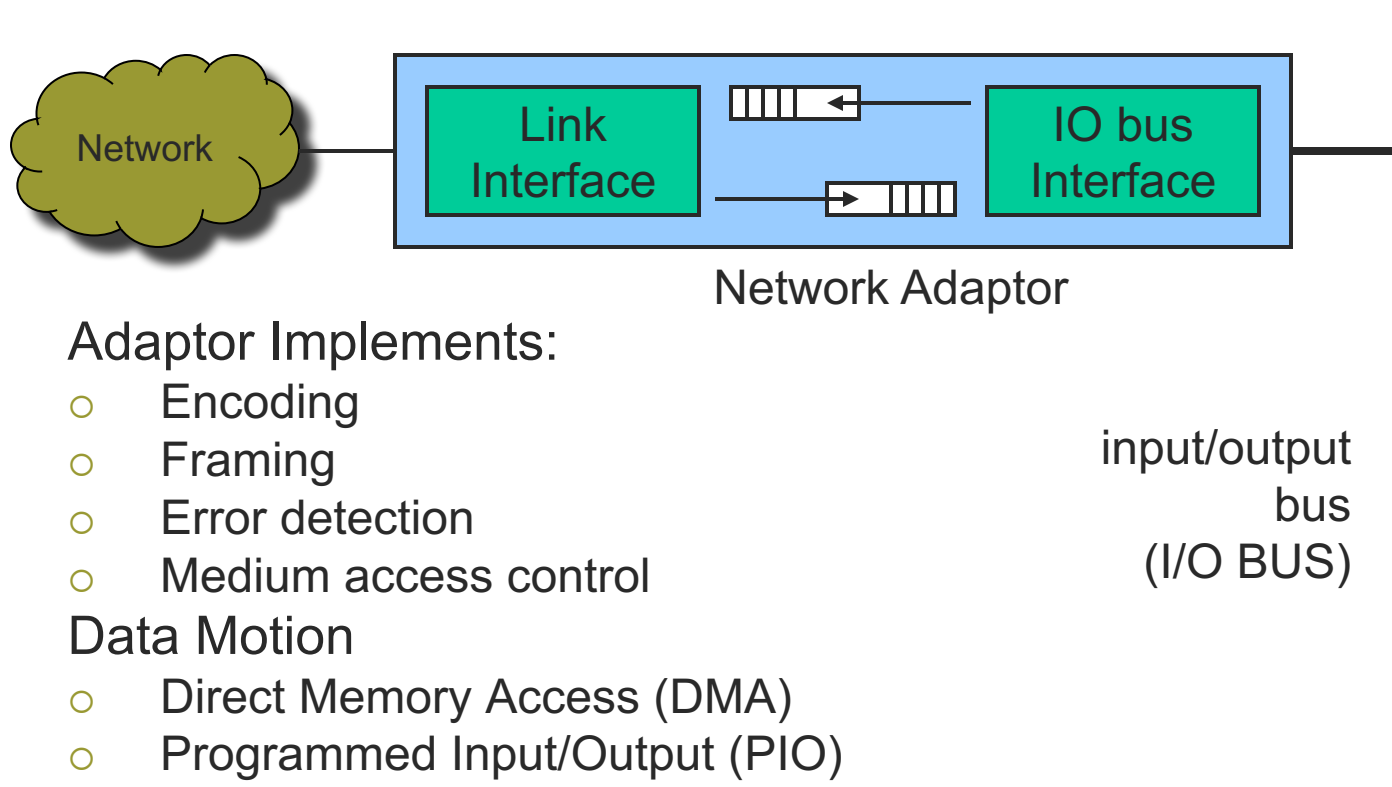 Network
Link
Interface
IO bus
Interface
Network Adaptor
Adaptor Implements:
Encoding
Framing
Error detection
Medium access control
input/output
bus
(I/O BUS)
Data Motion
Direct Memory Access (DMA)
Programmed Input/Output (PIO)